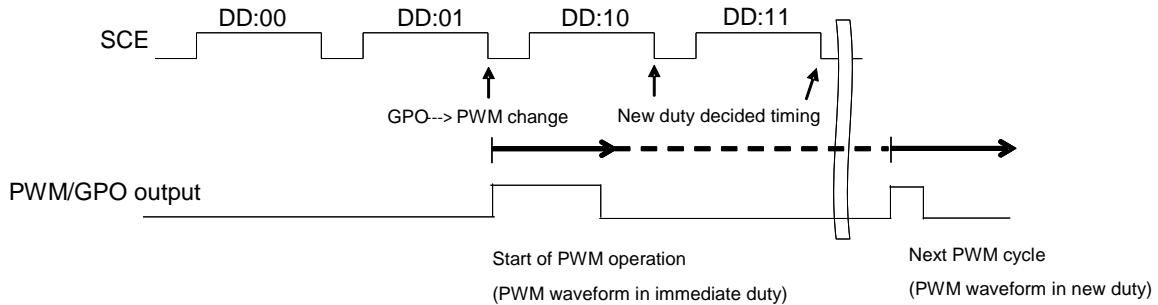 DD:00 DD:01 DD:10 DD:11
SCE
GPO---> PWM change New duty decided timing
PWM/GPO output
Start of PWM operation Next PWM cycle
(PWM waveform in immediate duty) (PWM waveform in new duty)